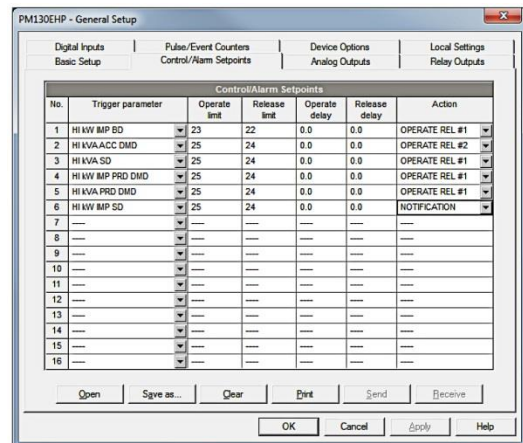 PM130EHP - General Setup
Digital Inputs Pulse/Event Counters Device Options Local Settings
Basic Setup Control/Alarm Setpoints Analog Outputs Relay Outputs
Control/Alarm Setpoints
No. Trigger parameter Operate limit Release limit Operate delay Release delay Action
1 HI kW IMP BD 23 22 0.0 0.0 OPERATE REL #1
2 HI kVA ACC DMD 25 24 0.0 0.0 OPERATE REL #2
3 HI kVA SD 25 24 0.0 0.0 OPERATE REL #1
4 HI kW IMP PRD DMD 25 24 0.0 0.0 OPERATE REL #1
5 HI kVA PRD DMD 25 24 0.0 0.0 OPERATE REL #1
6 HI kW IMP SD 25 24 0.0 0.0 NOTIFICATION
7 ---- ---- ---- ---- ---- ----
8 ---- ---- ---- ---- ---- ----
9 ---- ---- ---- ---- ---- ----
10 ---- ---- ---- ---- ---- ----
11 ---- ---- ---- ---- ---- ----
12 ---- ---- ---- ---- ---- ----
13 ---- ---- ---- ---- ---- ----
14 ---- ---- ---- ---- ---- ----
15 ---- ---- ---- ---- ---- ----
16 ---- ---- ---- ---- ---- ----
Open Save as... Clear Print Send Receive
OK Cancel Apply Help